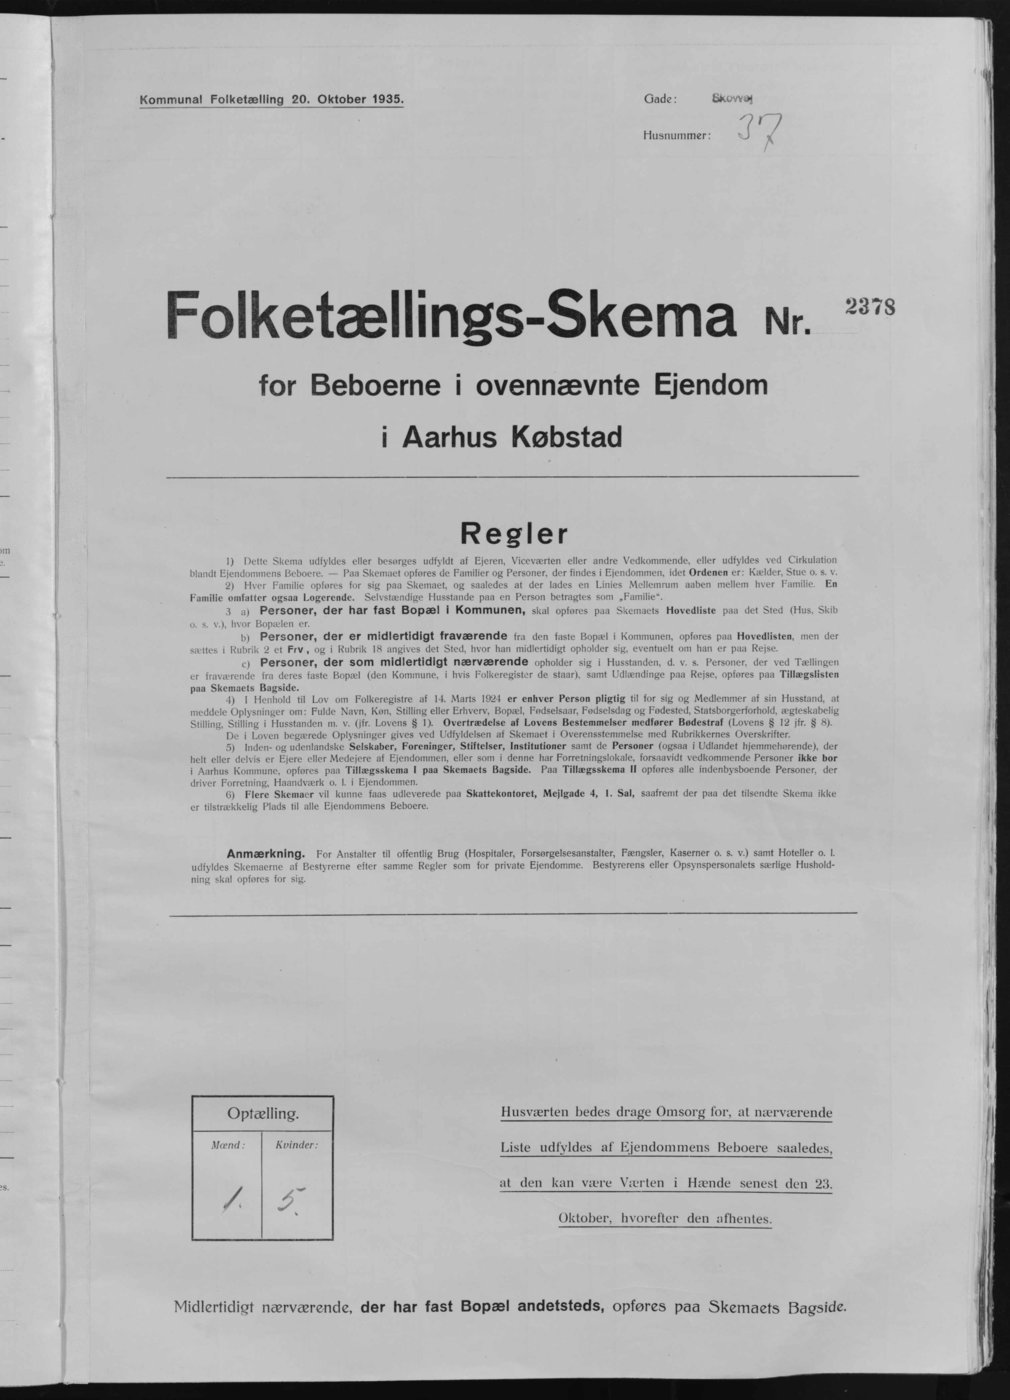 Kommunal Folketælling 20. Oktober 1935.
Gade: Skovvej
Husnummer: 37
Folketællings-Skema Nr. 2378
for Beboerne i ovennævnte Ejendom
i Aarhus Købstad
Regler
1) Dette Skema udfyldes eller besørges udfyldt af Ejeren, Viceværten eller andre Vedkommende, eller udfyldes ved Cirkulation
blandt Ejendommens Beboere. — Paa Skemaet opføres de Familier og Personer, der findes i Ejendommen, idet Ordenen er: Kælder, Stue o. s. v.
2) Hver Familie opføres for sig paa Skemaet, og saaledes at der lades en Linies Mellemrum aaben mellem hver Familie. En
Familie omfatter ogsaa Logerende. Selvstændige Husstande paa en Person betragtes som „Familie“.
3 a) Personer, der har fast Bopæl i Kommunen, skal opføres paa Skemaets Hovedliste paa det Sted (Hus, Skib
o. s. v.), hvor Bopælen er.
b) Personer, der er midlertidigt fraværende fra den faste Bopæl i Kommunen, opføres paa Hovedlisten, men der
sættes i Rubrik 2 et Frv, og i Rubrik 18 angives det Sted, hvor han midlertidigt opholder sig, eventuelt om han er paa Rejse.
c) Personer, der som midlertidigt nærværende opholder sig i Husstanden, d. v. s. Personer, der ved Tællingen
er fraværende fra deres faste Bopæl (den Kommune, i hvis Folkeregister de staar), samt Udlændinge paa Rejse, opføres paa Tillægslisten
paa Skemaets Bagside.
4) I Henhold til Lov om Folkeregistre af 14. Marts 1924 er enhver Person pligtig til for sig og Medlemmer af sin Husstand, at
meddele Oplysninger om: Fulde Navn, Køn, Stilling eller Erhverv, Bopæl, Fødselsaar, Fødselsdag og Fødested, Statsborgerforhold, ægteskabelig
Stilling, Stilling i Husstanden m. v. (jfr. Lovens § 1). Overtrædelse af Lovens Bestemmelser medfører Bødestraf (Lovens § 12 jfr. § 8).
De i Loven begærede Oplysninger gives ved Udfyldelsen af Skemaet i Overensstemmelse med Rubrikkernes Overskrifter.
5) Inden- og udenlandske Selskaber, Foreninger, Stiftelser, Institutioner samt de Personer (ogsaa i Udlandet hjemmehørende), der
helt eller delvis er Ejere eller Medejere af Ejendommen, eller som i denne har Forretningslokale, forsaavidt vedkommende Personer ikke bor
i Aarhus Kommune, opføres paa Tillægsskema I paa Skemaets Bagside. Paa Tillægsskema II opføres alle indenbysboende Personer, der
driver Forretning, Haandværk o. l. i Ejendommen.
6) Flere Skemaer vil kunne faas udleverede paa Skattekontoret, Mejlgade 4, 1. Sal, saafremt der paa det tilsendte Skema ikke
er tilstrækkelig Plads til alle Ejendommens Beboere.
Anmærkning. For Anstalter til offentlig Brug (Hospitaler, Forsørgelsesanstalter, Fængsler, Kaserner o. s. v.) samt Hoteller o. l.
udfyldes Skemaerne af Bestyrerne efter samme Regler som for private Ejendomme. Bestyrerens eller Opsynspersonalets særlige Hushold-
ning skal opføres for sig.
Optælling.
Mænd: Kvinder:
1. 5.
Husværten bedes drage Omsorg for, at nærværende
Liste udfyldes af Ejendommens Beboere saaledes,
at den kan være Værten i Hænde senest den 23.
Oktober, hvorefter den afhentes.
Midlertidigt nærværende, der har fast Bopæl andetsteds, opføres paa Skemaets Bagside.